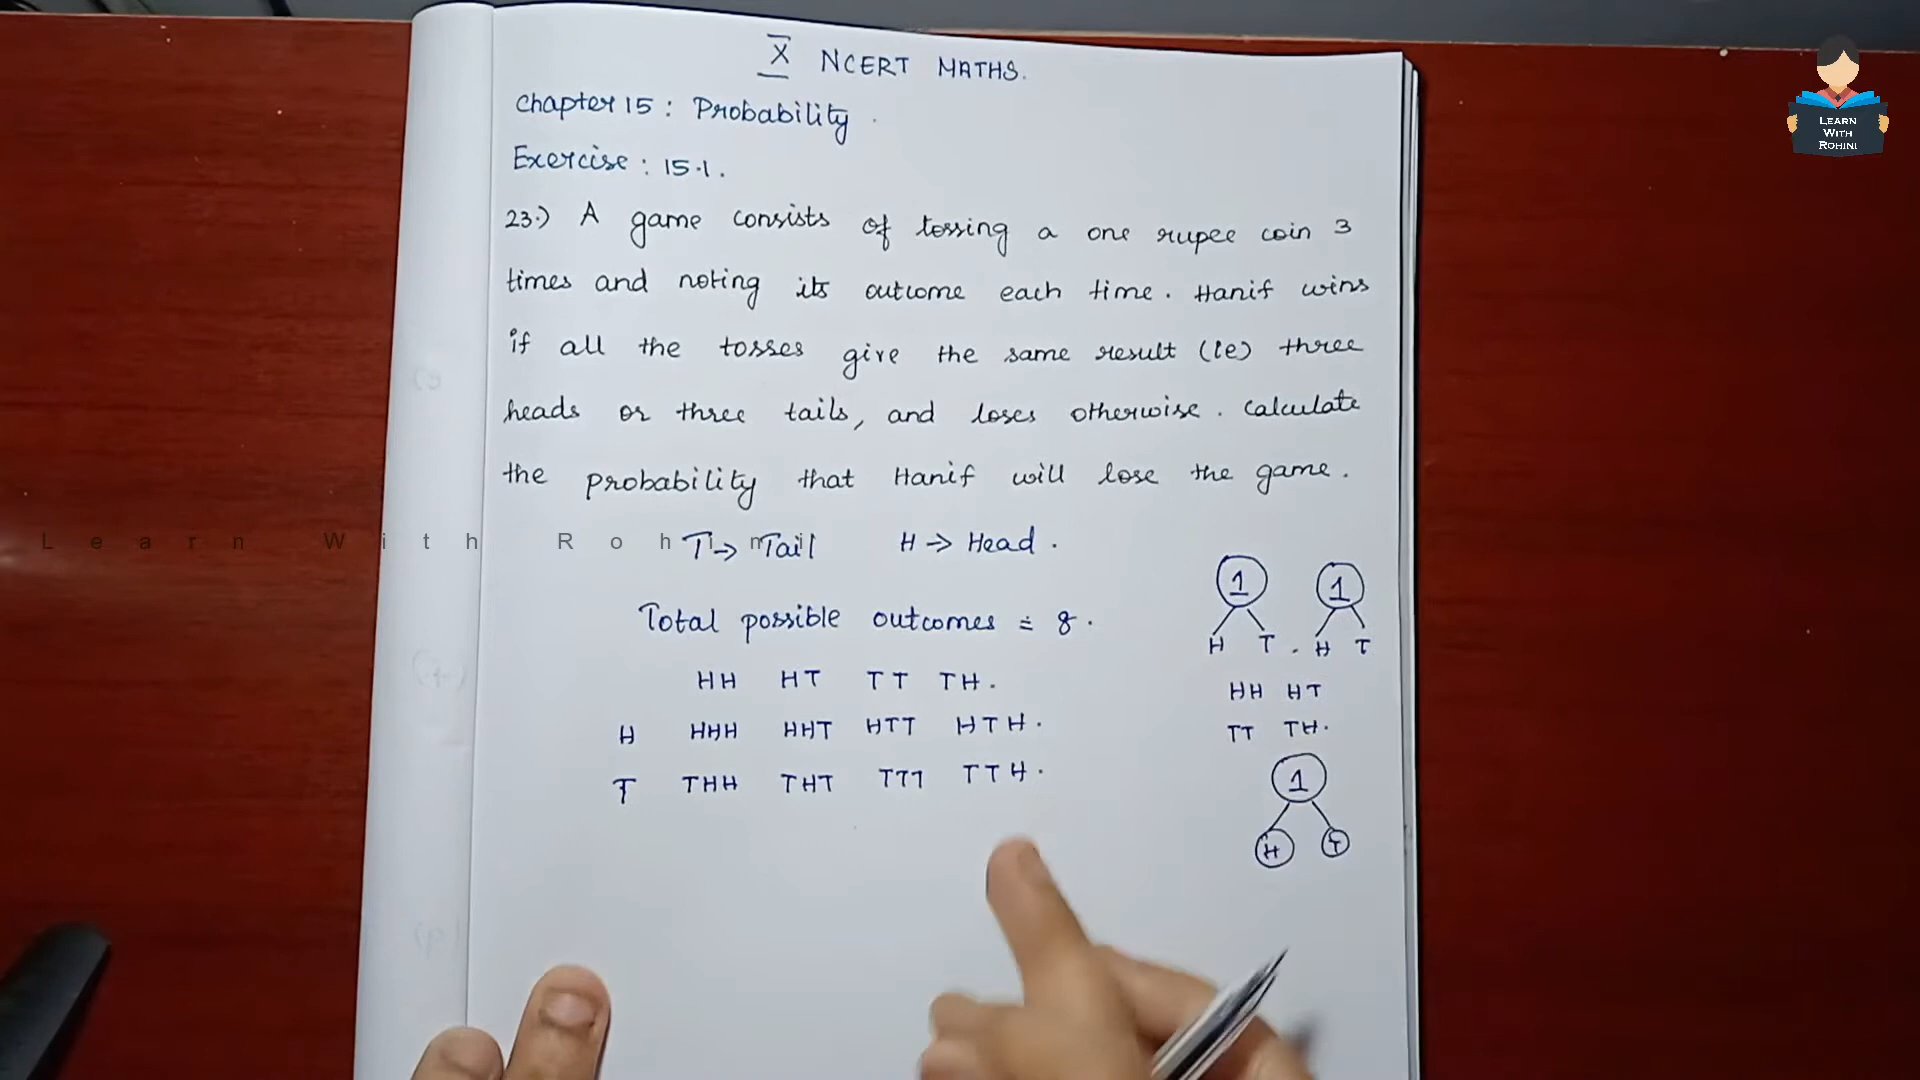 X NCERT MATHS.
Chapter 15 : Probability.
Exercise : 15.1.
23.) A game consists of tossing a one rupee coin 3
times and noting its outcome each time. Hanif wins
if all the tosses give the same result (ie) three
heads or three tails, and loses otherwise. Calculate
the probability that Hanif will lose the game.
T → Tail H → Head.
Total possible outcomes = 8.
HH HT TT TH.
H HHH HHT HTT HTH.
T THH THT TTT TTH.
1 1
H T . H T
HH HT
TT TH.
1
H T
Learn With Rohini
LEARN
WITH
ROHINI